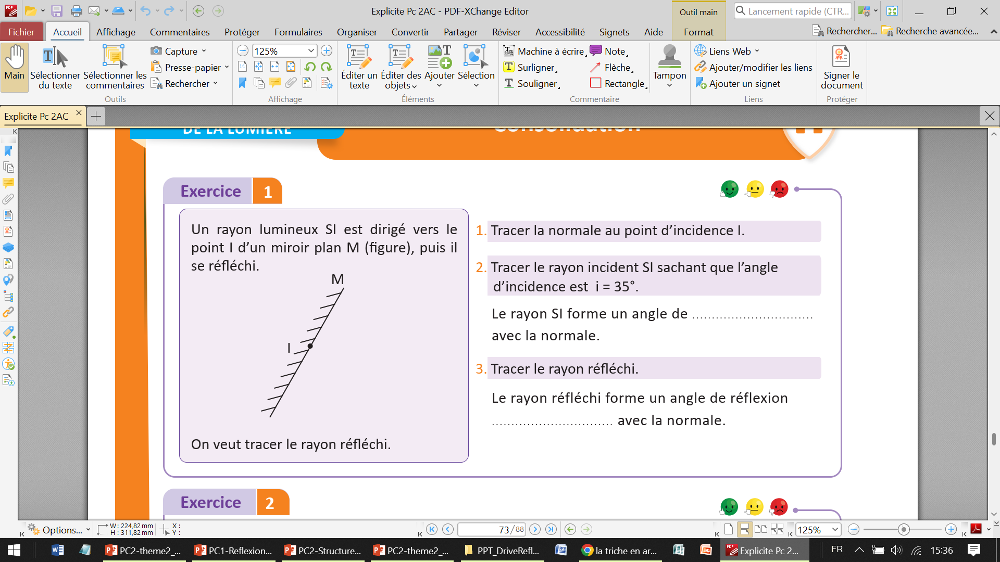 Explicite Pc 2AC - PDF-XChange Editor
Outil main
Lancement rapide (CTR...
Fichier
Accueil
Affichage
Commentaires
Protéger
Formulaires
Organiser
Convertir
Partager
Réviser
Accessibilité
Signets
Aide
Format
Rechercher...
Recherche avancée...
Main
Sélectionner du texte
Sélectionner les commentaires
Capture
Presse-papier
Rechercher
Outils
125%
Affichage
Éditer un texte
Éditer des objets
Ajouter
Sélection
Éléments
Machine à écrire
Surligner
Souligner
Note
Flèche
Rectangle
Tampon
Commentaire
Liens Web
Ajouter/modifier les liens
Ajouter un signet
Liens
Signer le document
Protéger
Explicite Pc 2AC
DE LA LUMIÈRE
Consolidation
Exercice 1
Un rayon lumineux SI est dirigé vers le
point I d’un miroir plan M (figure), puis il
se réfléchi.
M
I
On veut tracer le rayon réfléchi.
1. Tracer la normale au point d’incidence I.
2. Tracer le rayon incident SI sachant que l’angle
d’incidence est i = 35°.
Le rayon SI forme un angle de ...............................
avec la normale.
3. Tracer le rayon réfléchi.
Le rayon réfléchi forme un angle de réflexion
............................... avec la normale.
Exercice 2
Options...
W : 224,82 mm
H : 311,82 mm
X :
Y :
73 / 88
125%
PC2-theme2_...
PC1-Reflexion...
PC2-Structure...
PC2-theme2_...
PPT_DriveRefl...
la triche en ar...
Explicite Pc 2...
FR
15:36